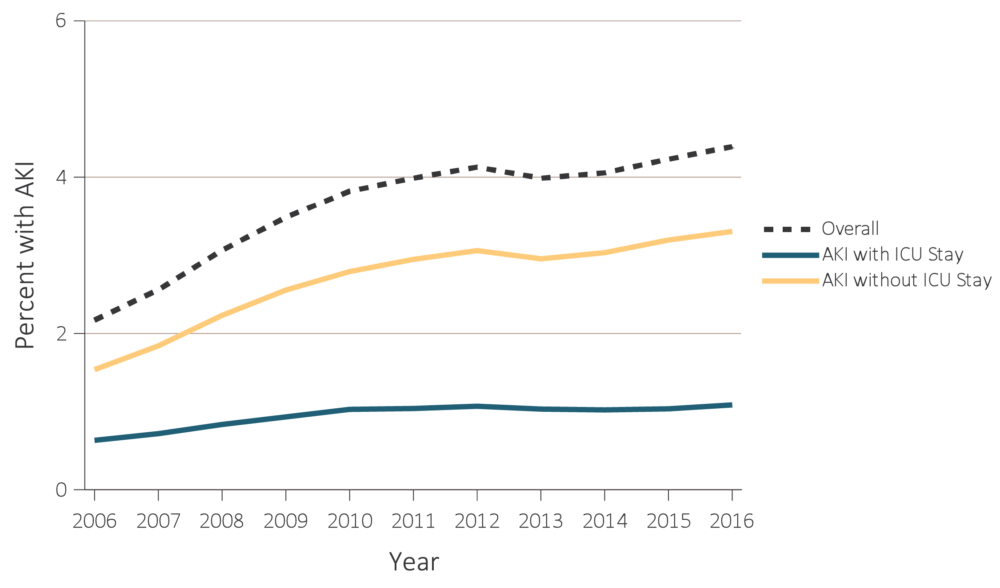 6
4
2
0
Percent with AKI
2006 2007 2008 2009 2010 2011 2012 2013 2014 2015 2016
Year
Overall
AKI with ICU Stay
AKI without ICU Stay